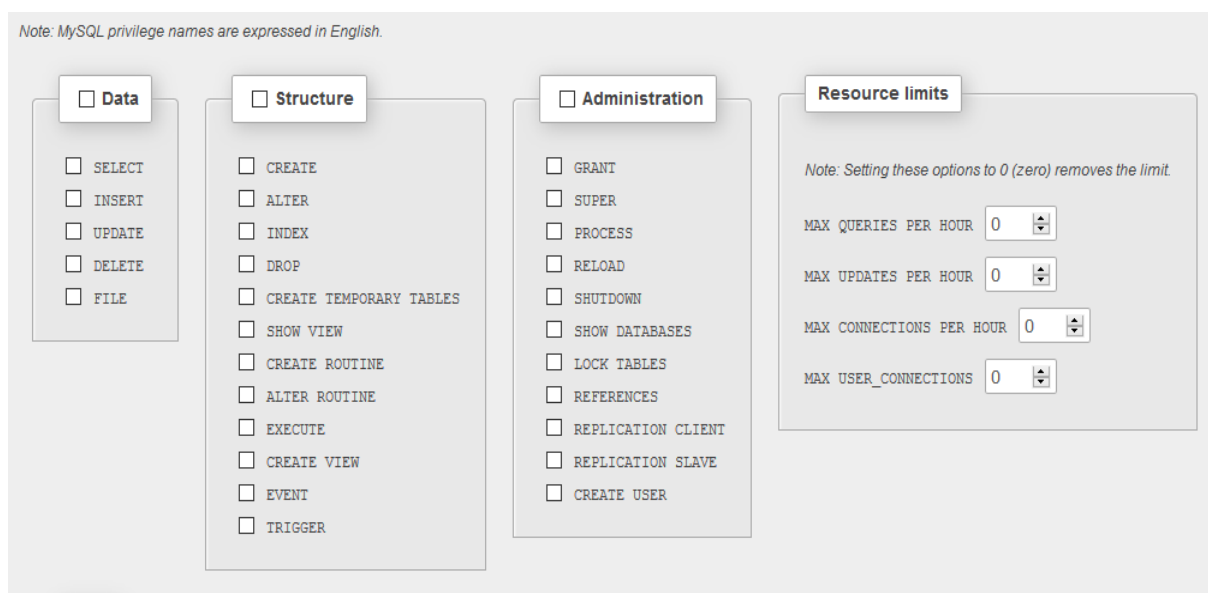 Note: MySQL privilege names are expressed in English.
Data
SELECT
INSERT
UPDATE
DELETE
FILE
Structure
CREATE
ALTER
INDEX
DROP
CREATE TEMPORARY TABLES
SHOW VIEW
CREATE ROUTINE
ALTER ROUTINE
EXECUTE
CREATE VIEW
EVENT
TRIGGER
Administration
GRANT
SUPER
PROCESS
RELOAD
SHUTDOWN
SHOW DATABASES
LOCK TABLES
REFERENCES
REPLICATION CLIENT
REPLICATION SLAVE
CREATE USER
Resource limits
Note: Setting these options to 0 (zero) removes the limit.
MAX QUERIES PER HOUR 0
MAX UPDATES PER HOUR 0
MAX CONNECTIONS PER HOUR 0
MAX USER_CONNECTIONS 0